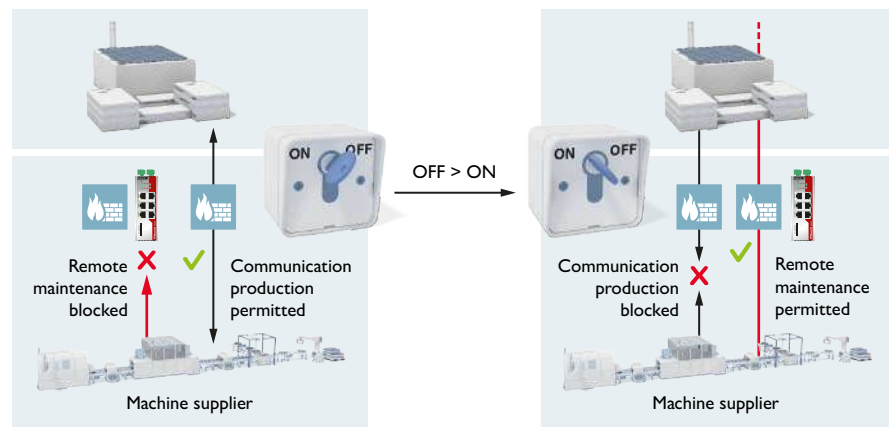 ON OFF
OFF > ON
ON OFF
Remote
maintenance
blocked
Communication
production
permitted
Communication
production
blocked
Remote
maintenance
permitted
Machine supplier
Machine supplier